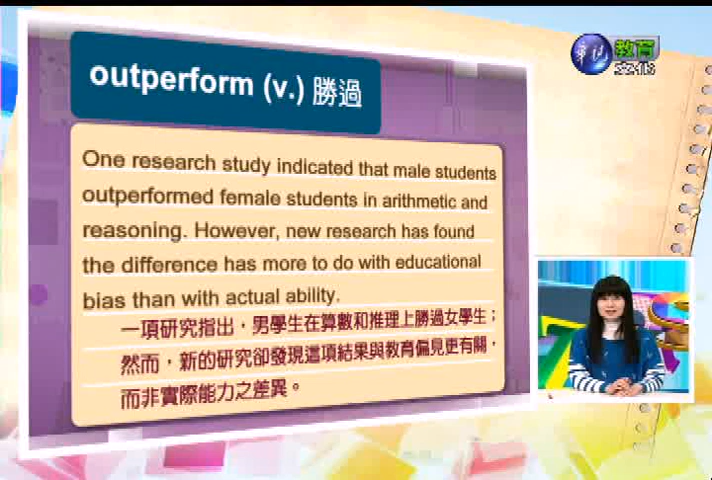 outperform (v.) 勝過
華視 教育
文化
One research study indicated that male students
outperformed female students in arithmetic and
reasoning. However, new research has found
the difference has more to do with educational
bias than with actual ability.
一項研究指出，男學生在算數和推理上勝過女學生；
然而，新的研究卻發現這項結果與教育偏見更有關，
而非實際能力之差異。